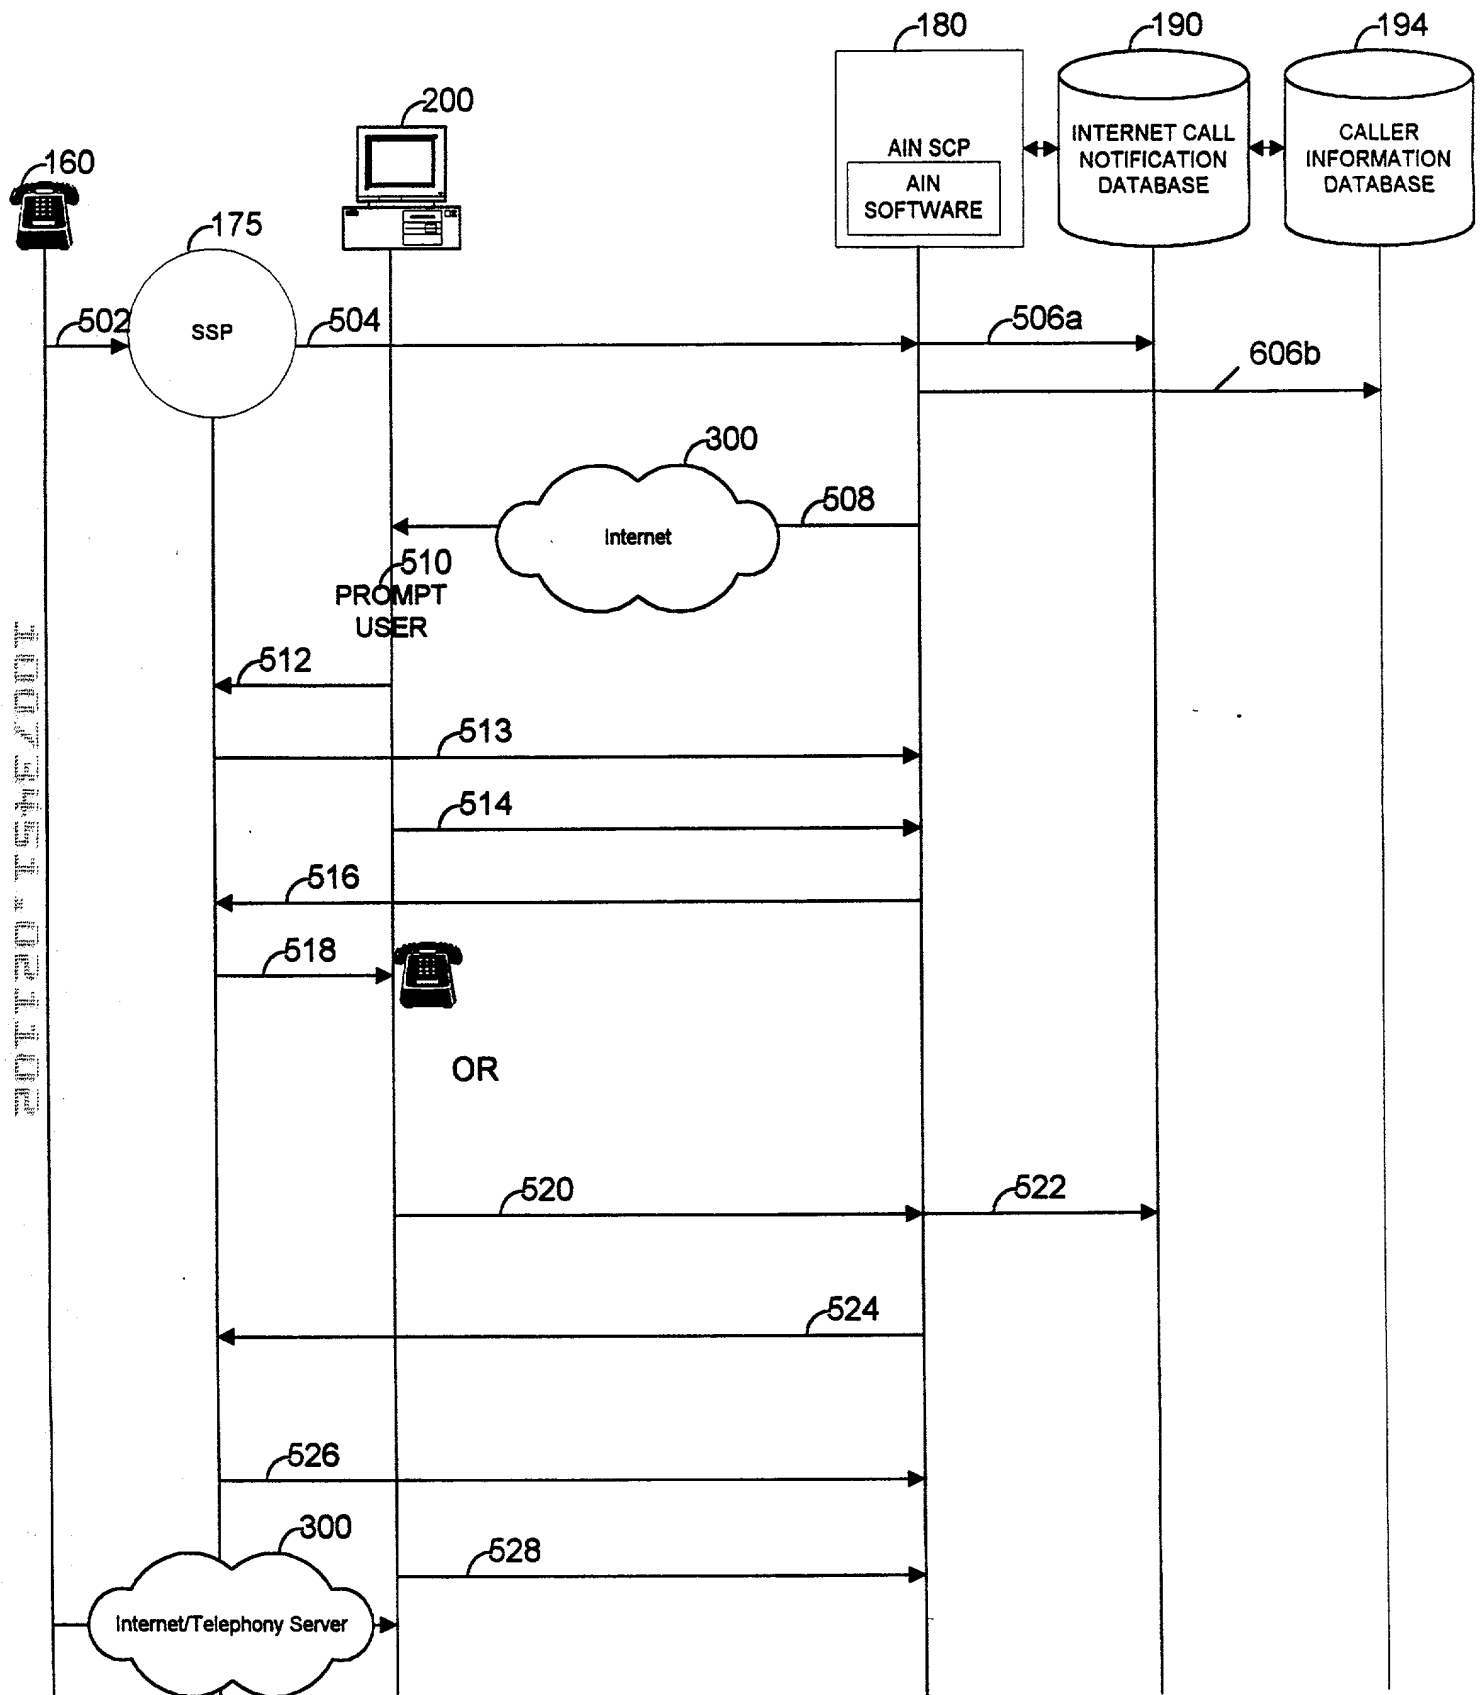 180
190
194
200
160
AIN SCP
AIN
SOFTWARE
INTERNET CALL
NOTIFICATION
DATABASE
CALLER
INFORMATION
DATABASE
175
SSP
502
504
506a
606b
300
508
Internet
510
PROMPT
USER
512
513
514
516
518
OR
520
522
524
526
300
528
Internet/Telephony Server